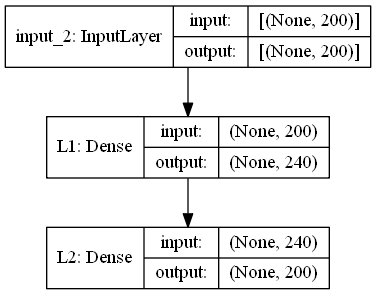 input_2: InputLayer
input:
[(None, 200)]
output:
[(None, 200)]
L1: Dense
input:
(None, 200)
output:
(None, 240)
L2: Dense
input:
(None, 240)
output:
(None, 200)